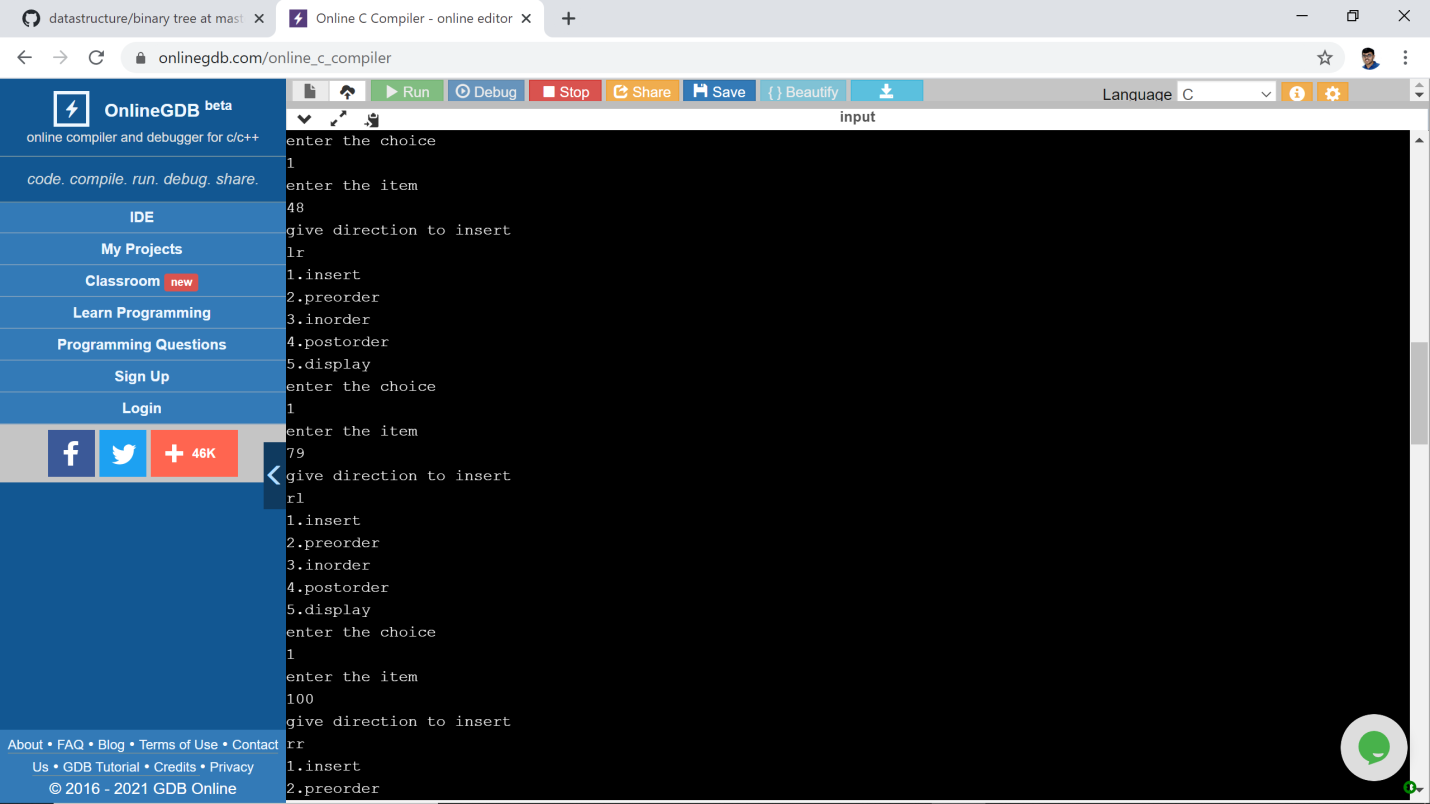 datastructure/binary tree at mast
Online C Compiler - online editor
onlinegdb.com/online_c_compiler
OnlineGDB beta
online compiler and debugger for c/c++
code. compile. run. debug. share.
IDE
My Projects
Classroom new
Learn Programming
Programming Questions
Sign Up
Login
46K
About • FAQ • Blog • Terms of Use • Contact
Us • GDB Tutorial • Credits • Privacy
© 2016 - 2021 GDB Online
Run Debug Stop Share Save { } Beautify Language C
input
enter the choice
1
enter the item
48
give direction to insert
lr
1.insert
2.preorder
3.inorder
4.postorder
5.display
enter the choice
1
enter the item
79
give direction to insert
rl
1.insert
2.preorder
3.inorder
4.postorder
5.display
enter the choice
1
enter the item
100
give direction to insert
rr
1.insert
2.preorder